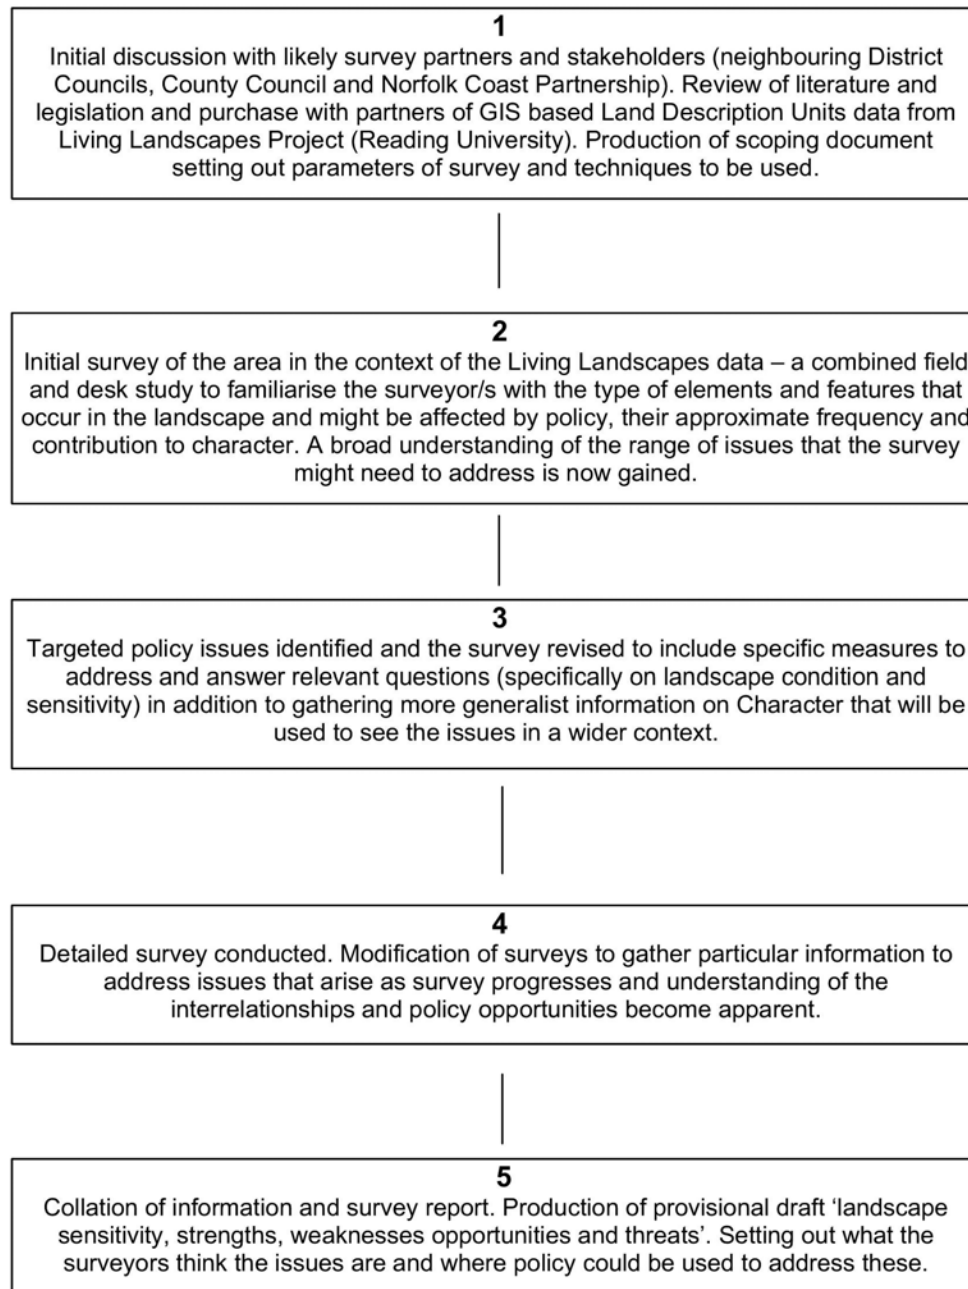 1
Initial discussion with likely survey partners and stakeholders (neighbouring District
Councils, County Council and Norfolk Coast Partnership). Review of literature and
legislation and purchase with partners of GIS based Land Description Units data from
Living Landscapes Project (Reading University). Production of scoping document
setting out parameters of survey and techniques to be used.
2
Initial survey of the area in the context of the Living Landscapes data – a combined field
and desk study to familiarise the surveyor/s with the type of elements and features that
occur in the landscape and might be affected by policy, their approximate frequency and
contribution to character. A broad understanding of the range of issues that the survey
might need to address is now gained.
3
Targeted policy issues identified and the survey revised to include specific measures to
address and answer relevant questions (specifically on landscape condition and
sensitivity) in addition to gathering more generalist information on Character that will be
used to see the issues in a wider context.
4
Detailed survey conducted. Modification of surveys to gather particular information to
address issues that arise as survey progresses and understanding of the
interrelationships and policy opportunities become apparent.
5
Collation of information and survey report. Production of provisional draft ‘landscape
sensitivity, strengths, weaknesses opportunities and threats’. Setting out what the
surveyors think the issues are and where policy could be used to address these.